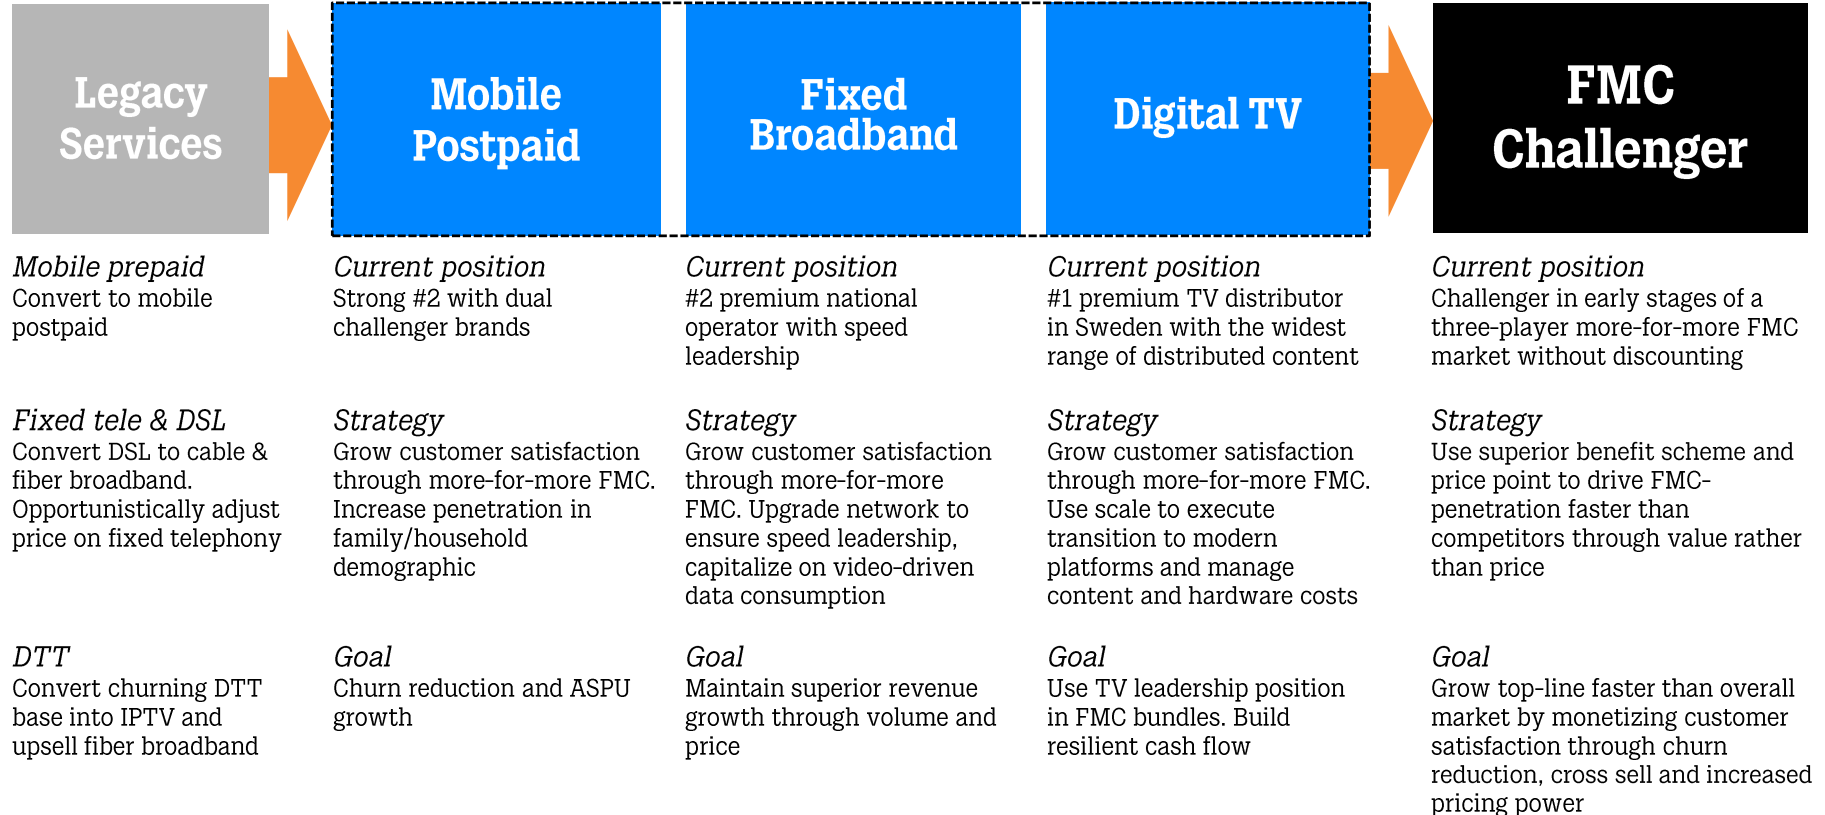 Legacy
Services
Mobile
Postpaid
Fixed
Broadband
Digital TV
FMC
Challenger
Mobile prepaid
Convert to mobile
postpaid
Fixed tele & DSL
Convert DSL to cable &
fiber broadband.
Opportunistically adjust
price on fixed telephony
DTT
Convert churning DTT
base into IPTV and
upsell fiber broadband
Current position
Strong #2 with dual
challenger brands
Strategy
Grow customer satisfaction
through more-for-more FMC.
Increase penetration in
family/household
demographic
Goal
Churn reduction and ASPU
growth
Current position
#2 premium national
operator with speed
leadership
Strategy
Grow customer satisfaction
through more-for-more
FMC. Upgrade network to
ensure speed leadership,
capitalize on video-driven
data consumption
Goal
Maintain superior revenue
growth through volume and
price
Current position
#1 premium TV distributor
in Sweden with the widest
range of distributed content
Strategy
Grow customer satisfaction
through more-for-more FMC.
Use scale to execute
transition to modern
platforms and manage
content and hardware costs
Goal
Use TV leadership position
in FMC bundles. Build
resilient cash flow
Current position
Challenger in early stages of a
three-player more-for-more FMC
market without discounting
Strategy
Use superior benefit scheme and
price point to drive FMC-
penetration faster than
competitors through value rather
than price
Goal
Grow top-line faster than overall
market by monetizing customer
satisfaction through churn
reduction, cross sell and increased
pricing power